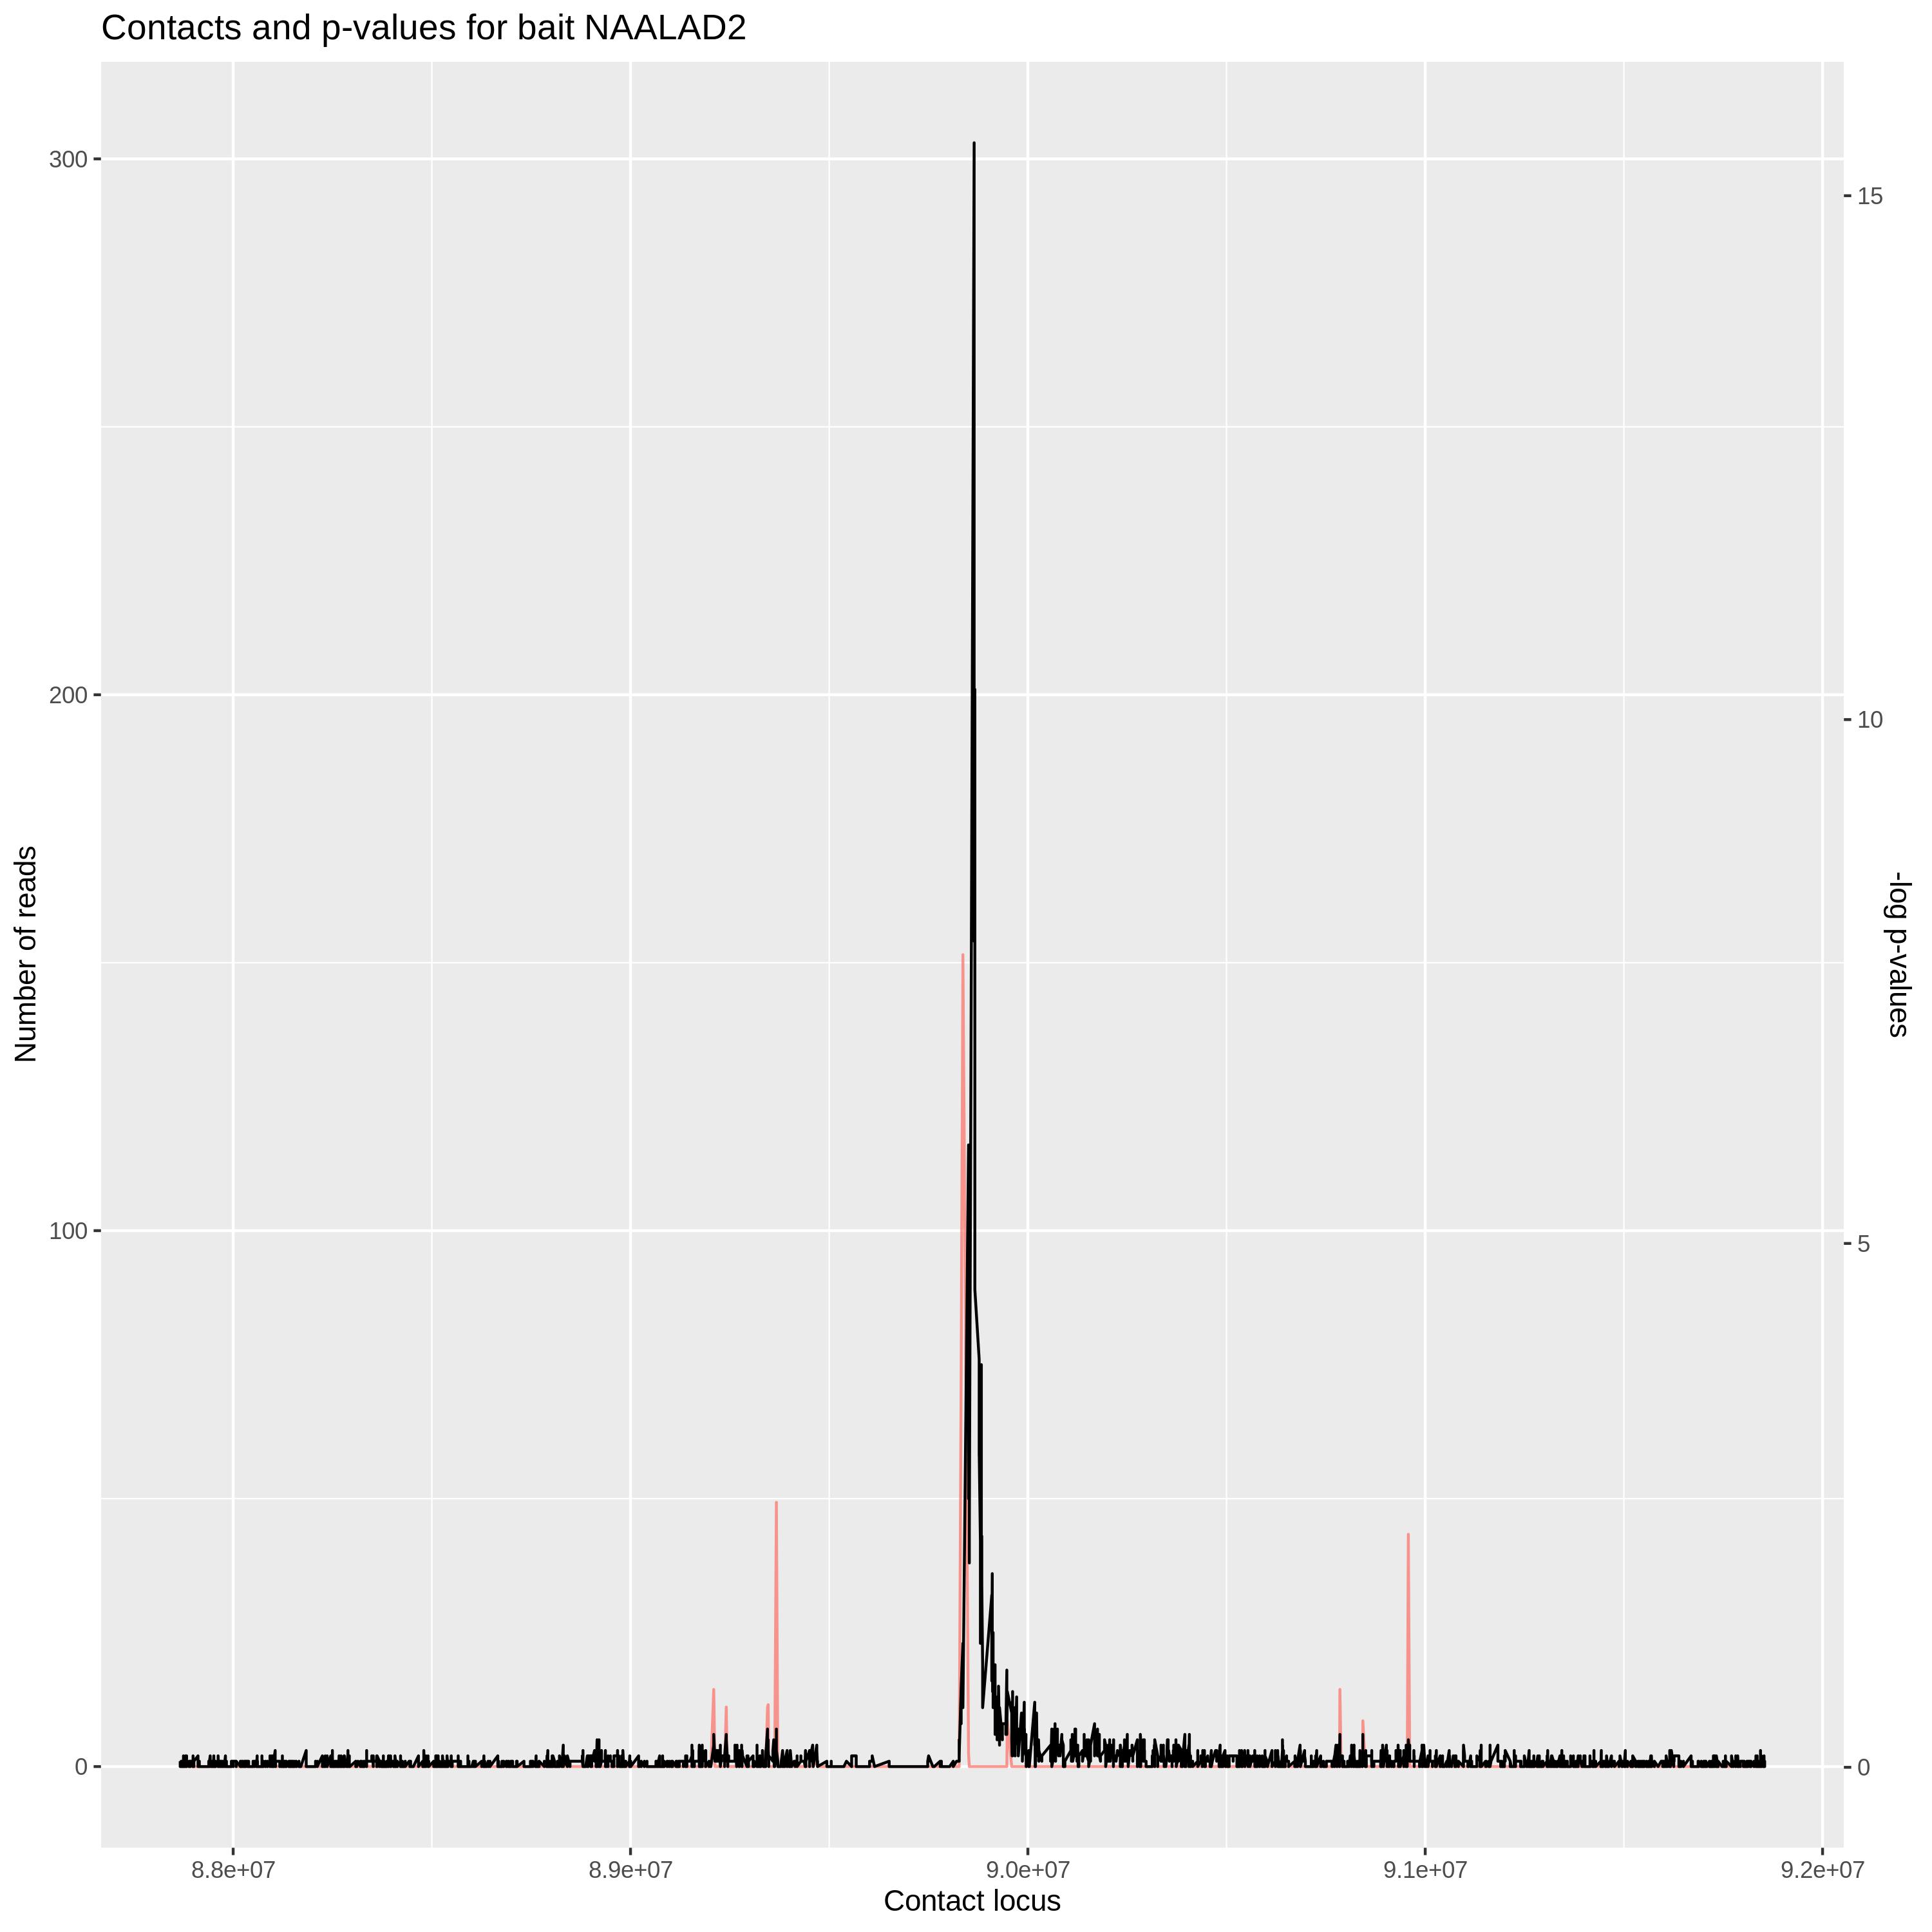 Contacts and p-values for bait NAALAD2
300
200
100
0
Number of reads
15
10
5
0
-log p-values
8.8e+07 8.9e+07 9.0e+07 9.1e+07 9.2e+07
Contact locus